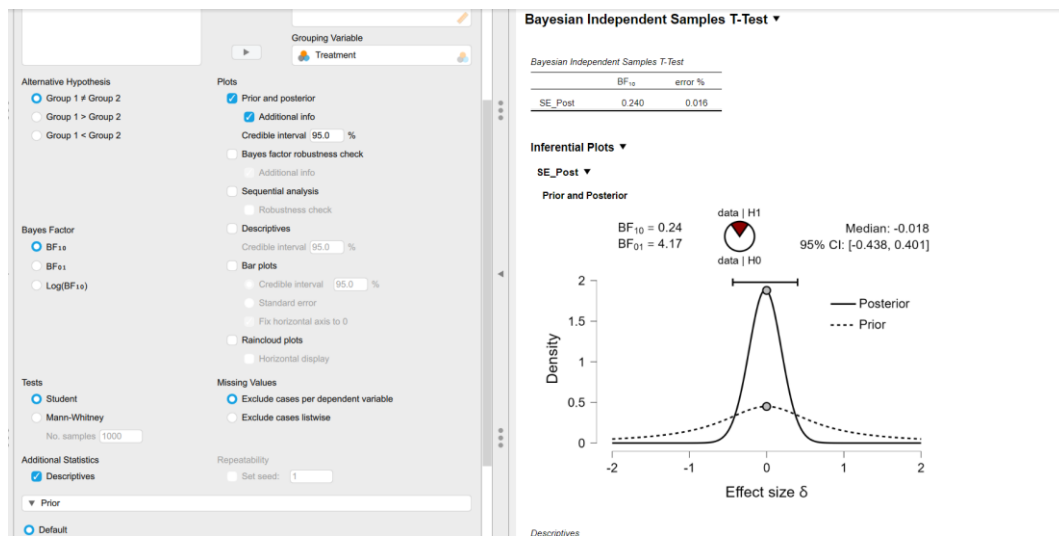 Grouping Variable
Treatment
Alternative Hypothesis
Group 1 ≠ Group 2
Group 1 > Group 2
Group 1 < Group 2
Bayes Factor
BF₁₀
BF₀₁
Log(BF₁₀)
Tests
Student
Mann-Whitney
No. samples 1000
Additional Statistics
Descriptives
Plots
Prior and posterior
Additional info
Credible interval 95.0 %
Bayes factor robustness check
Additional info
Sequential analysis
Robustness check
Descriptives
Credible interval 95.0 %
Bar plots
Credible interval 95.0 %
Standard error
Fix horizontal axis to 0
Raincloud plots
Horizontal display
Missing Values
Exclude cases per dependent variable
Exclude cases listwise
Repeatability
Set seed: 1
▼ Prior
Default
Bayesian Independent Samples T-Test ▼
Bayesian Independent Samples T-Test
BF₁₀ error %
SE_Post 0.240 0.016
Inferential Plots ▼
SE_Post ▼
Prior and Posterior
data | H1
BF₁₀ = 0.24
BF₀₁ = 4.17
data | H0
Median: -0.018
95% CI: [-0.438, 0.401]
Posterior
Prior
Density
2
1.5
1
0.5
0
-2 -1 0 1 2
Effect size δ
Descriptives